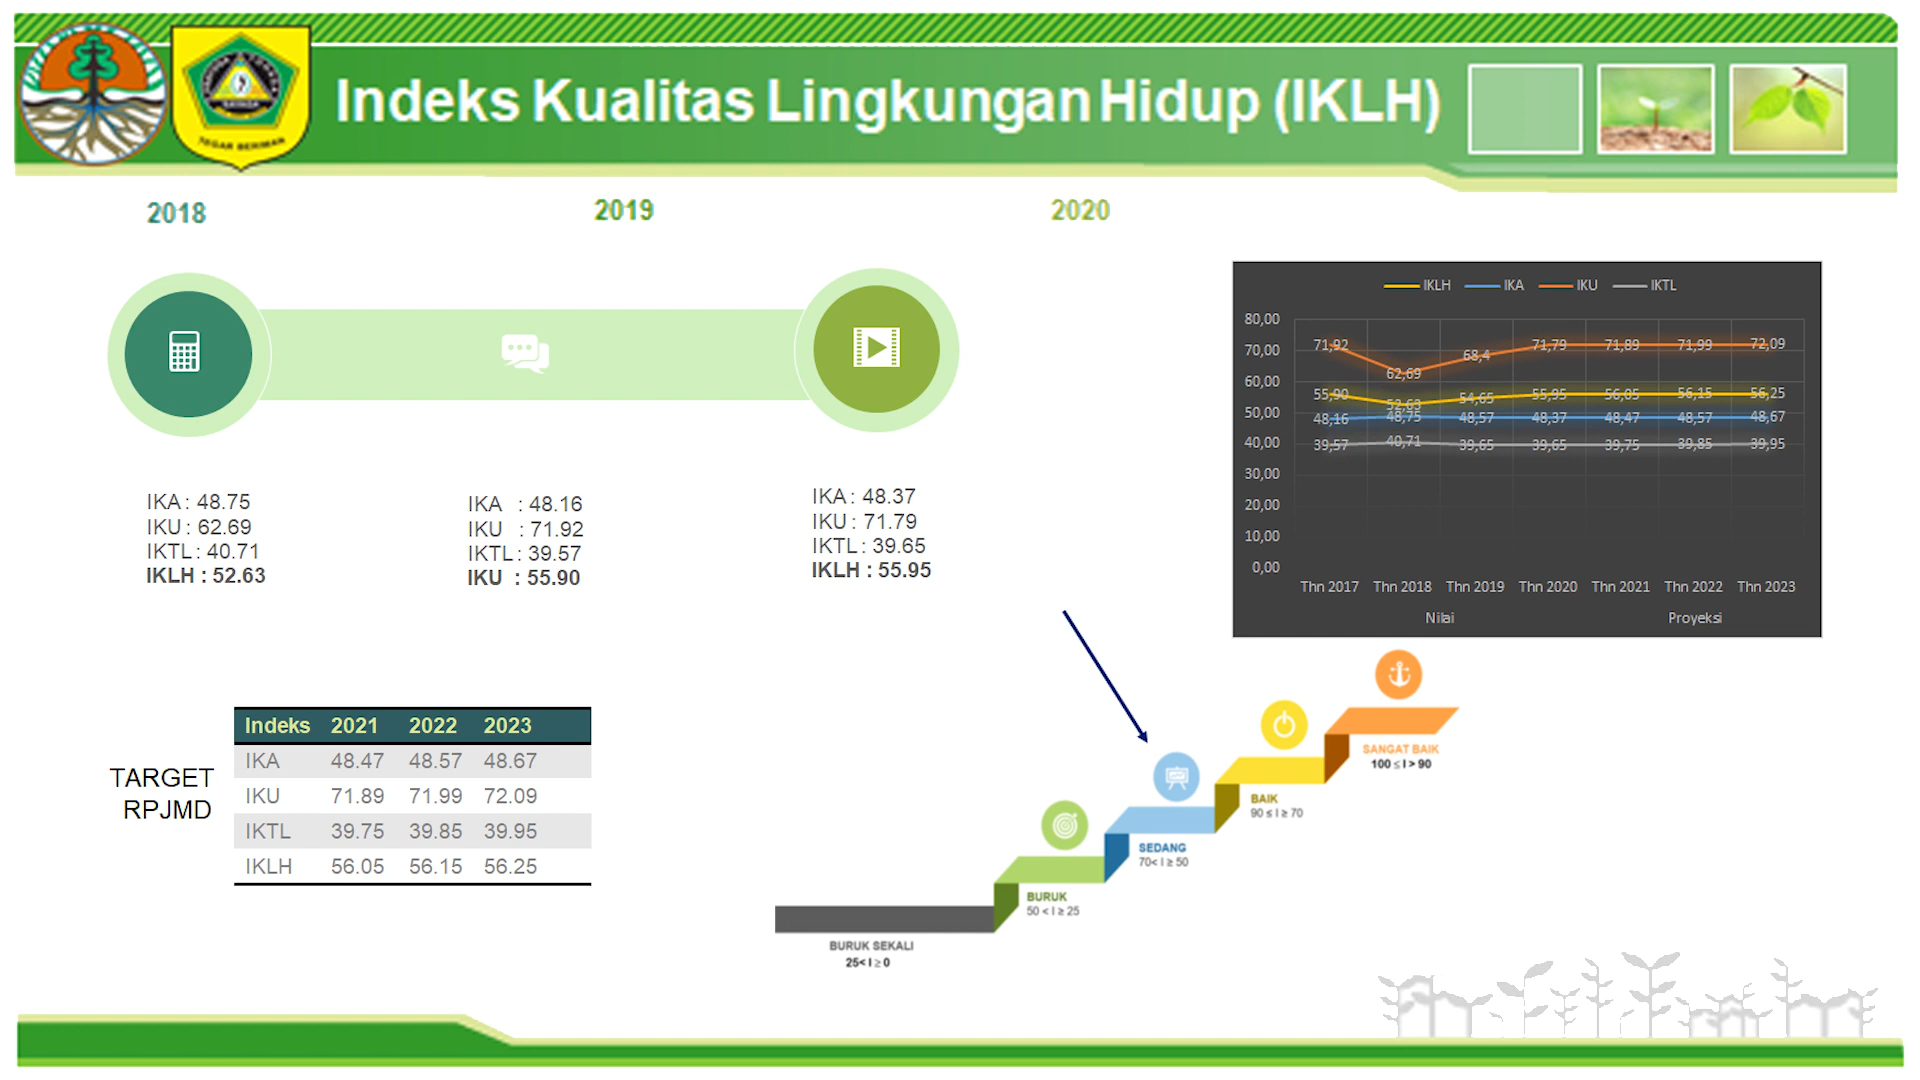 Indeks Kualitas Lingkungan Hidup (IKLH)
TEGAR BERIMAN
2018
2019
2020
IKA : 48.75
IKU : 62.69
IKTL : 40.71
IKLH : 52.63
IKA : 48.16
IKU : 71.92
IKTL : 39.57
IKU : 55.90
IKA : 48.37
IKU : 71.79
IKTL : 39.65
IKLH : 55.95
IKLH IKA IKU IKTL
80,00
70,00
60,00
50,00
40,00
30,00
20,00
10,00
0,00
71,92 62,69 68,4 71,79 71,89 71,99 72,09
55,90 52,63 54,65 55,95 56,05 56,15 56,25
48,16 48,75 48,57 48,37 48,47 48,57 48,67
39,57 40,71 39,65 39,65 39,75 39,85 39,95
Thn 2017 Thn 2018 Thn 2019 Thn 2020 Thn 2021 Thn 2022 Thn 2023
Nilai Proyeksi
TARGET
RPJMD
Indeks 2021 2022 2023
IKA 48.47 48.57 48.67
IKU 71.89 71.99 72.09
IKTL 39.75 39.85 39.95
IKLH 56.05 56.15 56.25
SANGAT BAIK
100 ≤ I > 90
BAIK
90 ≤ I ≥ 70
SEDANG
70< I ≥ 50
BURUK
50 < I ≥ 25
BURUK SEKALI
25< I ≥ 0